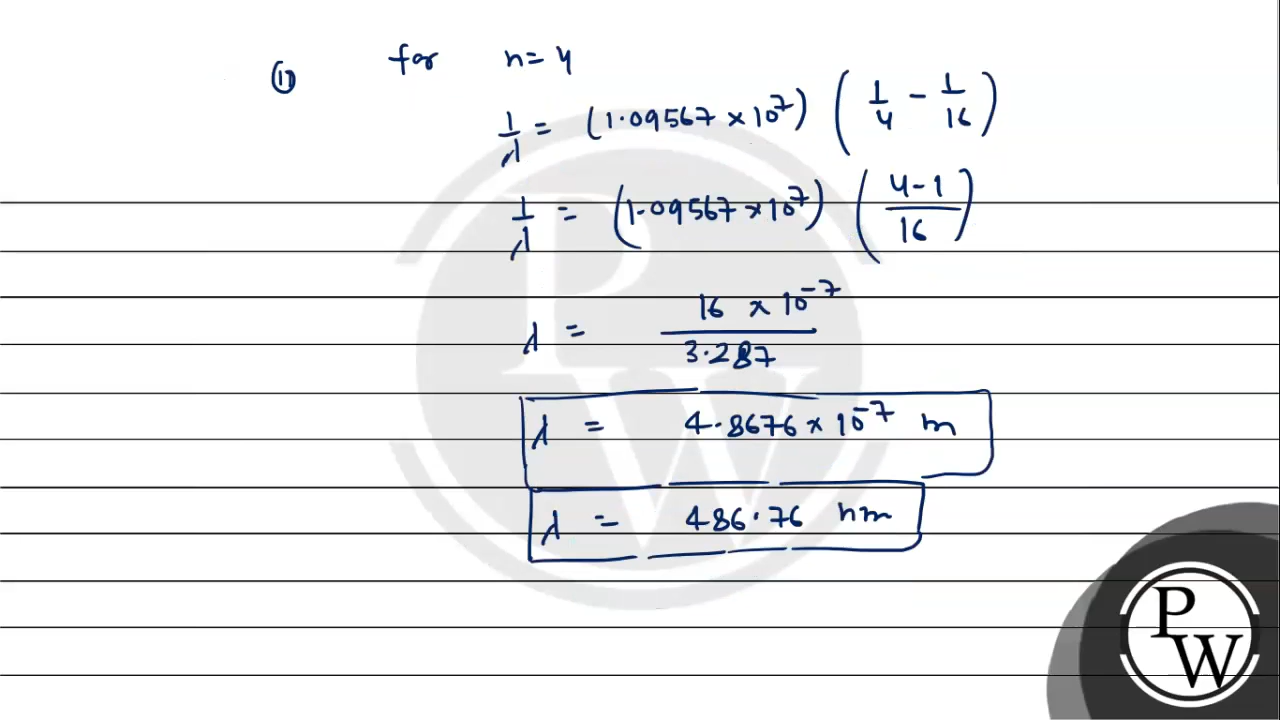 (ii) for n = 4
1/λ = (1.09567 × 10⁷) (1/4 − 1/16)
1/λ = (1.09567 × 10⁷) ((4−1)/16)
λ = (16 × 10⁻⁷)/3.287
λ = 4.8676 × 10⁻⁷ m
λ = 486.76 nm
P
W
P
W